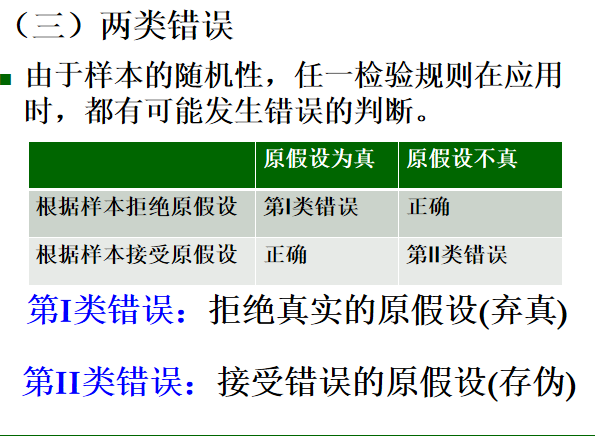 （三）两类错误
由于样本的随机性，任一检验规则在应用
时，都有可能发生错误的判断。
原假设为真 原假设不真
根据样本拒绝原假设 第I类错误 正确
根据样本接受原假设 正确 第II类错误
第I类错误：拒绝真实的原假设(弃真)
第II类错误：接受错误的原假设(存伪)